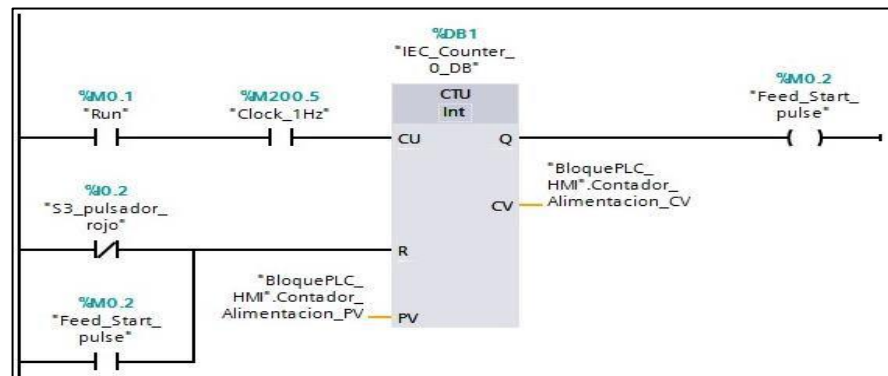 %DB1
"IEC_Counter_
0_DB"
%M0.1
"Run"
%M200.5
"Clock_1Hz"
CTU
Int
%M0.2
"Feed_Start_
pulse"
CU
Q
"BloquePLC_
HMI".Contador_
Alimentacion_CV
CV
%I0.2
"S3_pulsador_
rojo"
R
"BloquePLC_
HMI".Contador_
Alimentacion_PV
PV
%M0.2
"Feed_Start_
pulse"